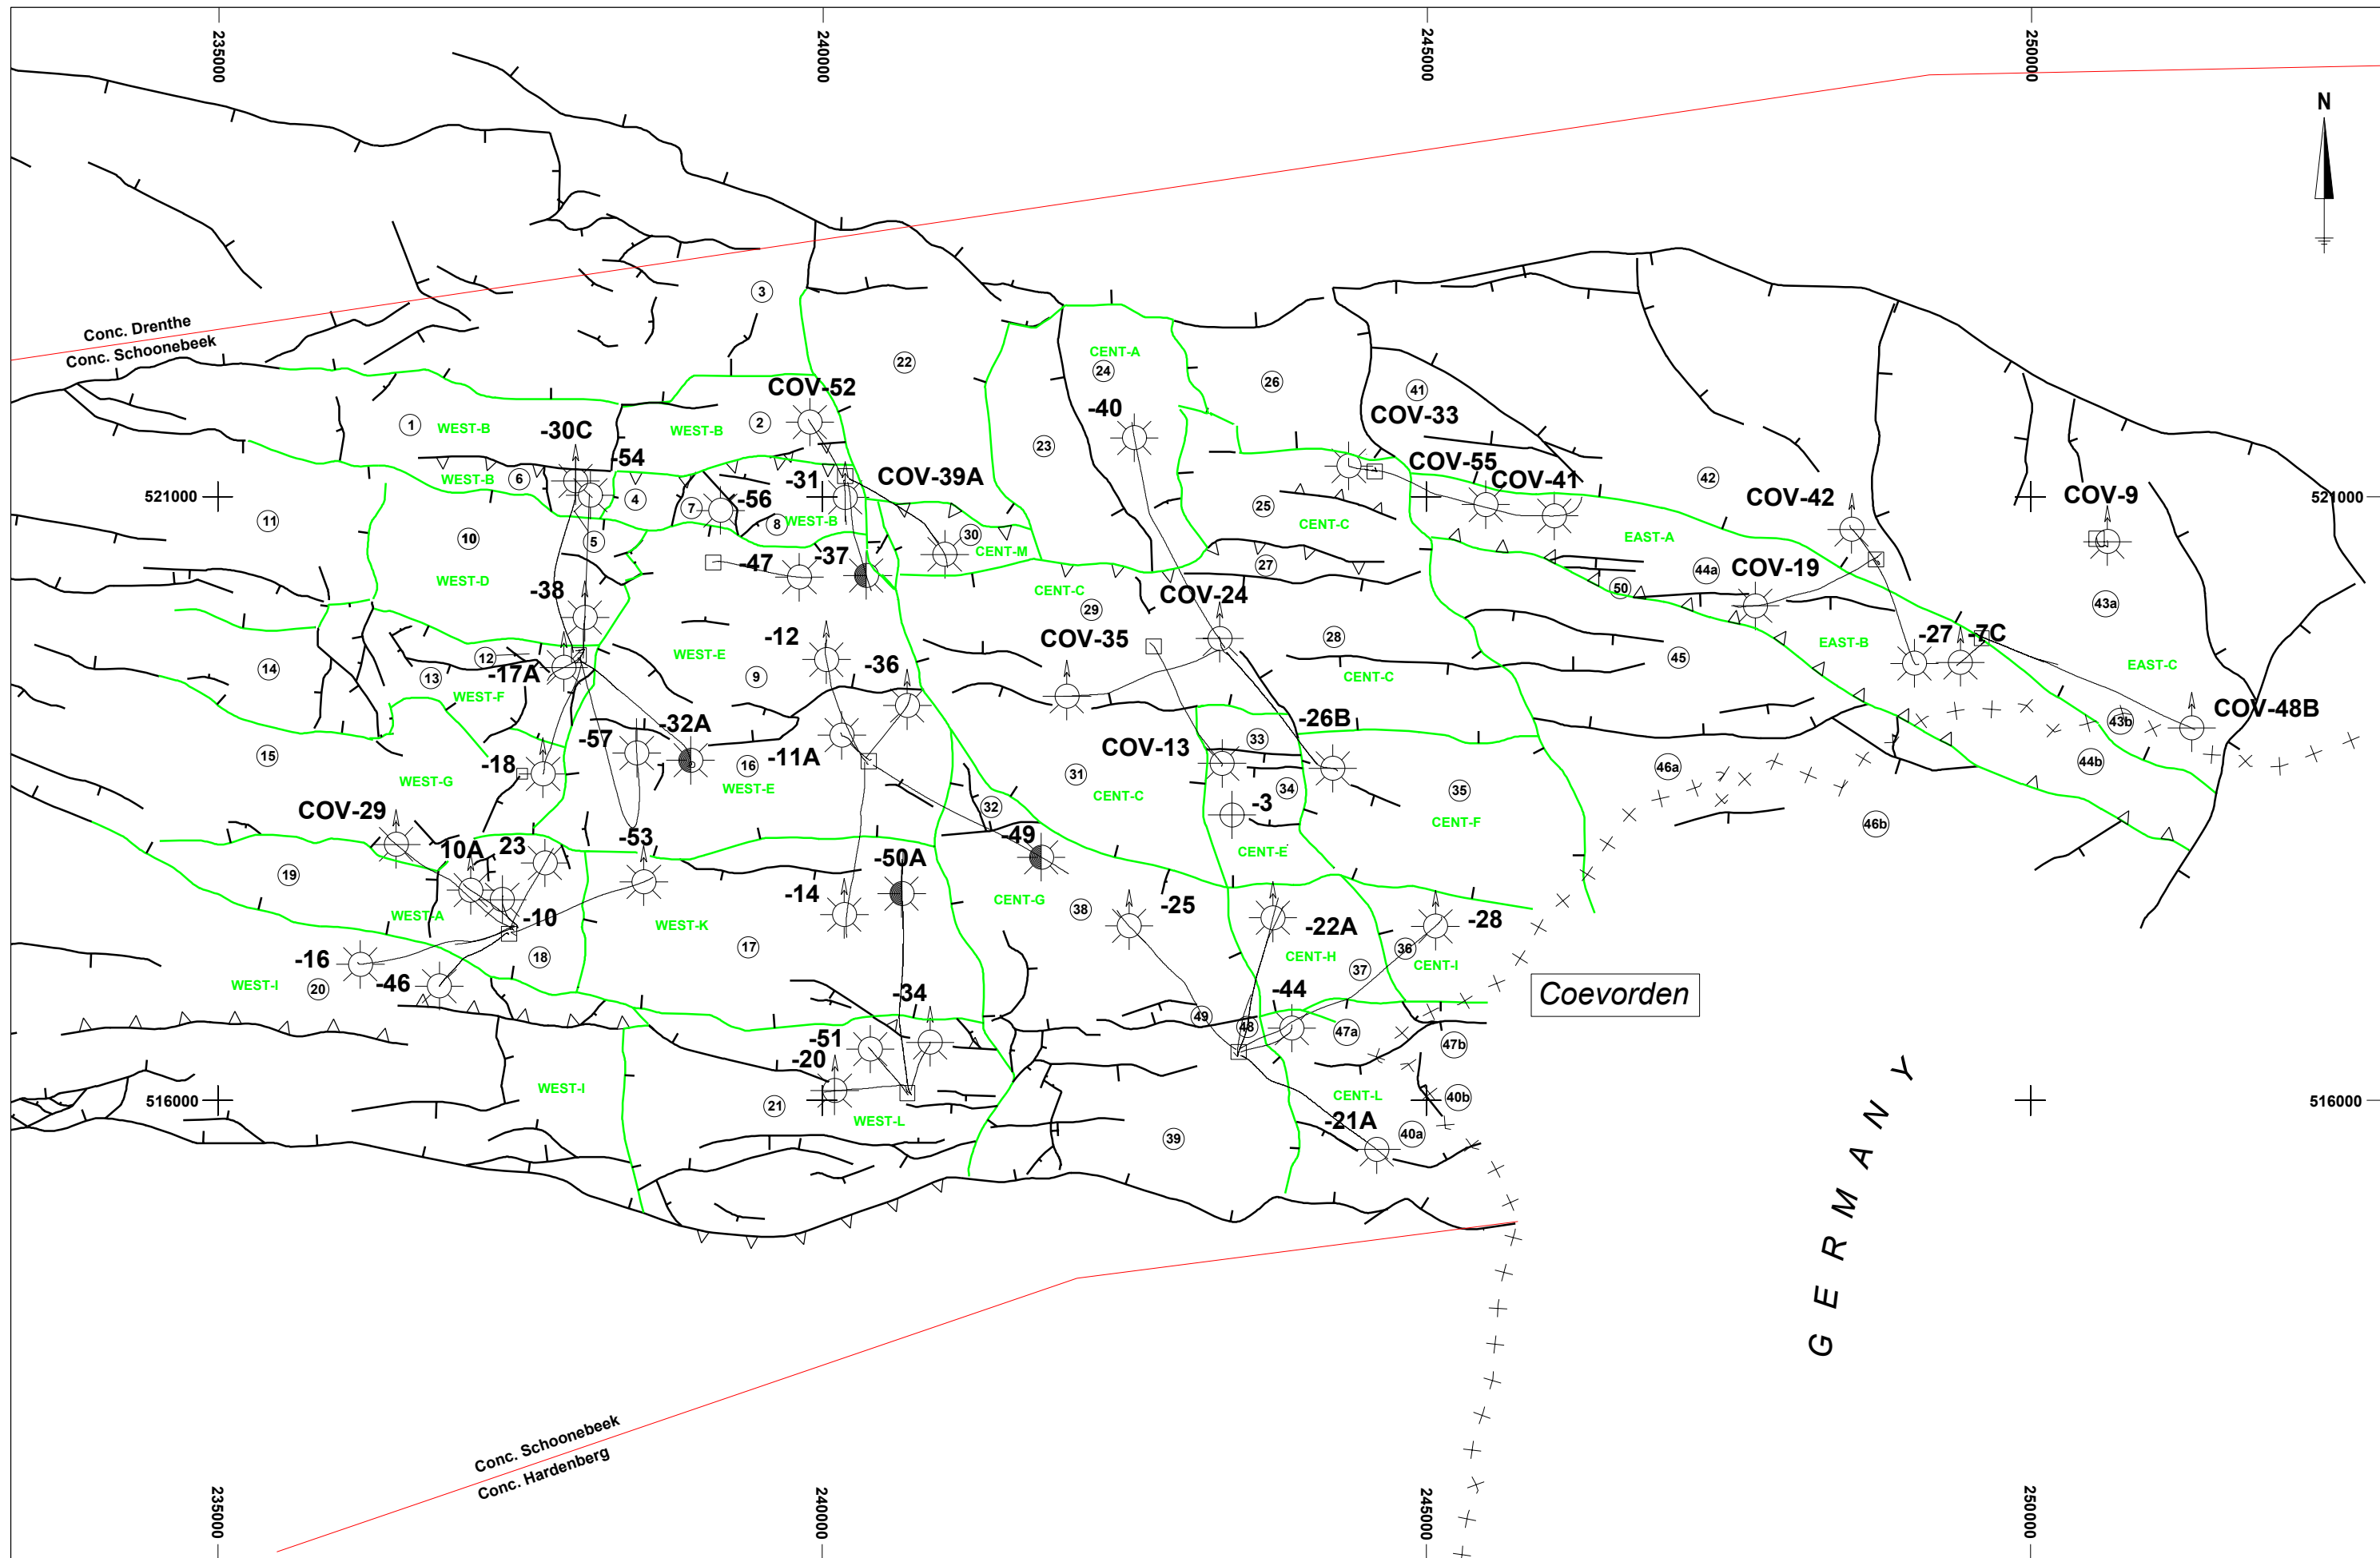 235000
240000
245000
250000
N
Conc. Drenthe
Conc. Schoonebeek
3
22
CENT-A
24
26
41
COV-52
1
WEST-B
WEST-B
2
-30C
-40
COV-33
23
-54
COV-55
COV-41
42
COV-42
COV-9
521000
WEST-B
6
4
7
-56
-31
COV-39A
8
WEST-B
25
CENT-C
521000
11
10
5
30
CENT-M
EAST-A
WEST-D
-47
-37
27
44a
COV-19
50
CENT-C
29
COV-24
43a
-38
-12
COV-35
28
-27
-7C
EAST-B
EAST-C
14
12
13
-17A
WEST-E
9
-36
CENT-C
45
WEST-F
-32A
-26B
43b
COV-48B
15
-57
-11A
COV-13
33
-18
16
WEST-E
31
CENT-C
34
35
46a
44b
WEST-G
COV-29
32
-3
CENT-F
46b
10A
23
-53
-49
CENT-E
19
-50A
-14
CENT-G
38
-25
WEST-A
-10
WEST-K
17
-22A
-28
-16
18
36
CENT-H
37
CENT-I
WEST-I
20
-46
-34
-44
Coevorden
-51
49
48
47a
47b
-20
WEST-I
516000
21
WEST-L
CENT-L
40b
516000
-21A
40a
39
GERMANY
Conc. Schoonebeek
Conc. Hardenberg
235000
240000
245000
250000